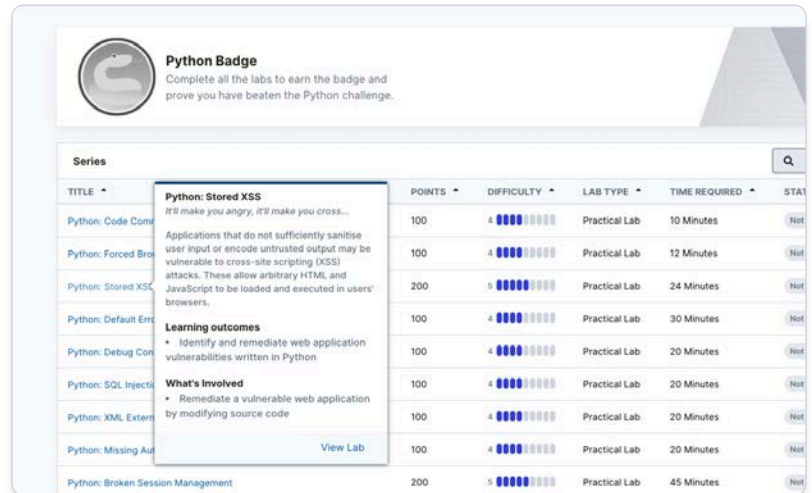 Python Badge
Complete all the labs to earn the badge and
prove you have beaten the Python challenge.
Series
TITLE POINTS DIFFICULTY LAB TYPE TIME REQUIRED
Python: Stored XSS
It'll make you angry, it'll make you cross...
Applications that do not sufficiently sanitise
user input or encode untrusted output may be
vulnerable to cross-site scripting (XSS)
attacks. These allow arbitrary HTML and
JavaScript to be loaded and executed in users'
browsers.
Learning outcomes
• Identify and remediate web application
vulnerabilities written in Python
What's Involved
• Remediate a vulnerable web application
by modifying source code
View Lab
Python: Code 100 4 Practical Lab 10 Minutes Not
Python: Forced 100 4 Practical Lab 12 Minutes Not
Python: Stored XSS 200 5 Practical Lab 24 Minutes Not
Python: Default 100 4 Practical Lab 30 Minutes Not
Python: Debug 100 4 Practical Lab 20 Minutes Not
Python: SQL 100 4 Practical Lab 20 Minutes Not
Python: XML 100 4 Practical Lab 20 Minutes Not
Python: Missing 100 4 Practical Lab 20 Minutes Not
Python: Broken Session Management 200 5 Practical Lab 45 Minutes Not